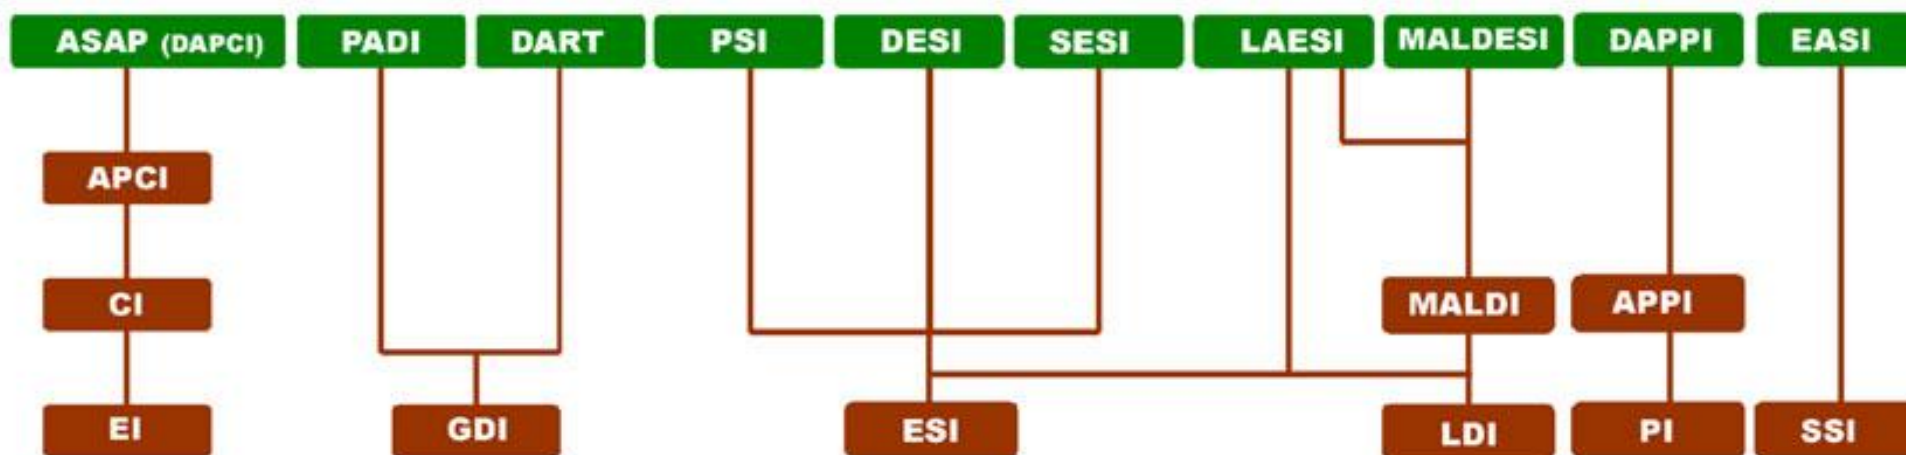 ASAP (DAPCI)
PADI
DART
PSI
DESI
SESI
LAESI
MALDESI
DAPPI
EASI
APCI
CI
MALDI
APPI
EI
GDI
ESI
LDI
PI
SSI